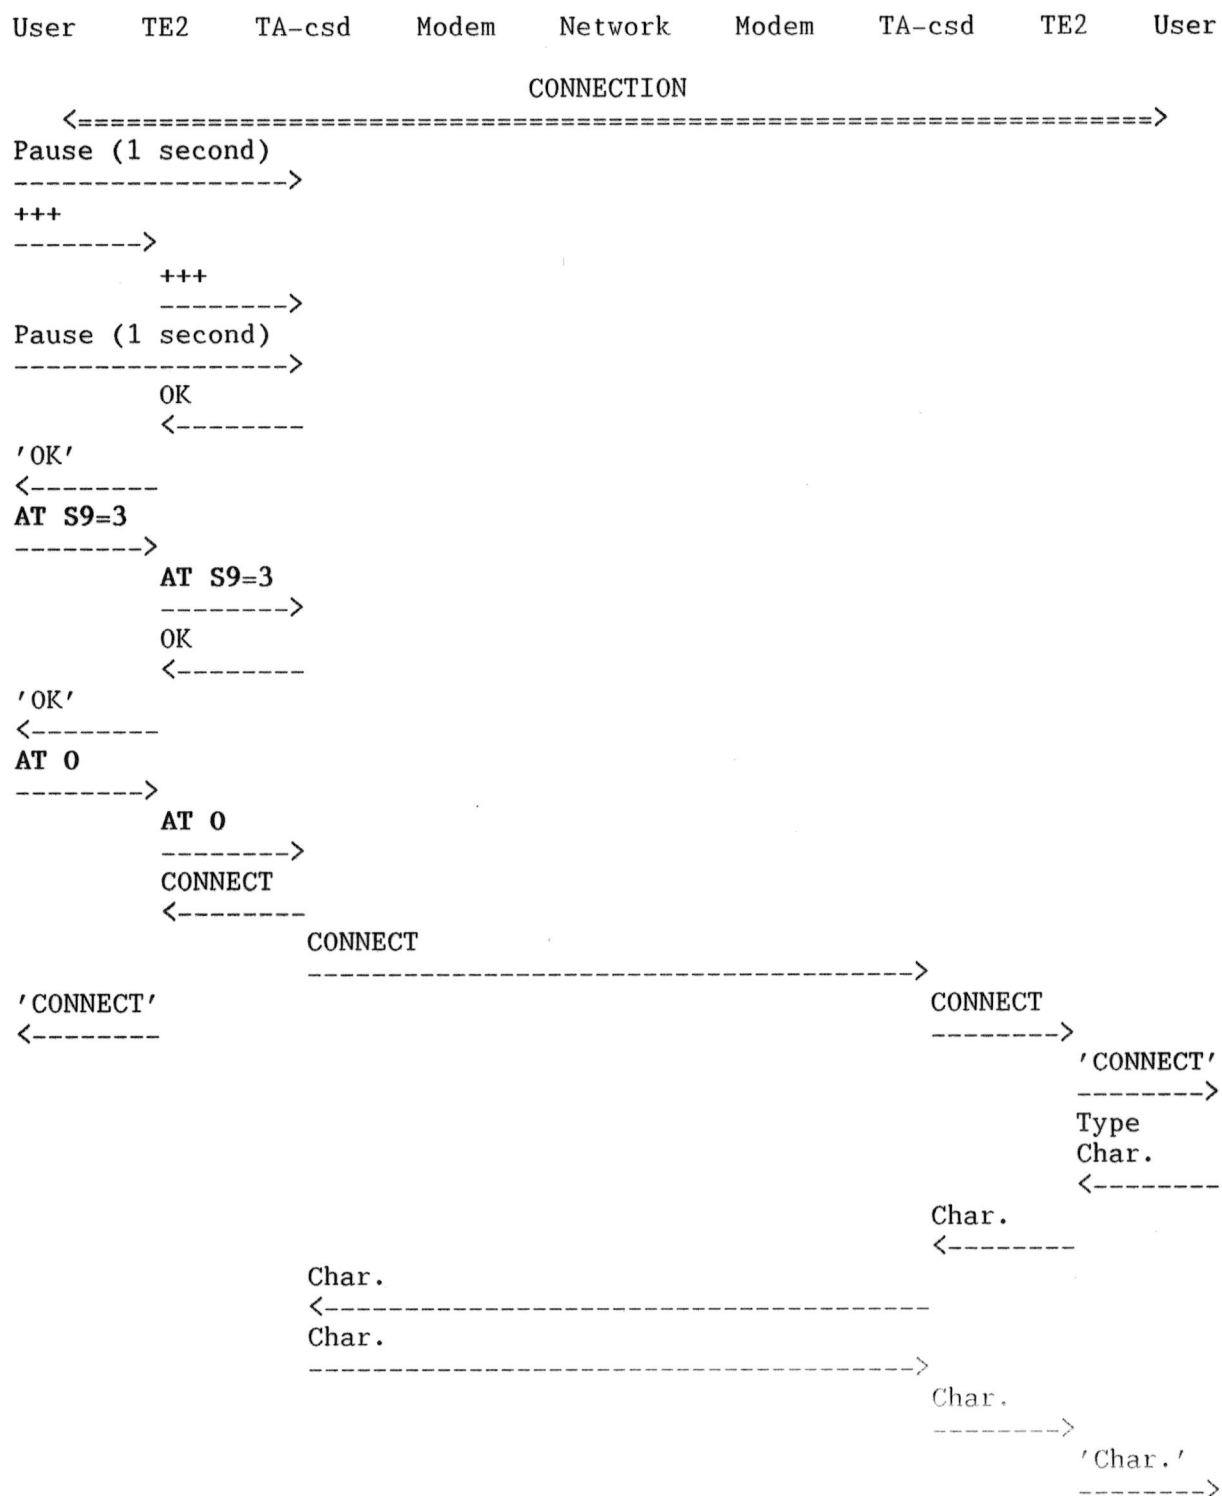 User TE2 TA-csd Modem Network Modem TA-csd TE2 User
CONNECTION
<==================================================================>
Pause (1 second)
----------------->
+++
-------->
+++
-------->
Pause (1 second)
----------------->
OK
<--------
'OK'
<---------
AT S9=3
-------->
AT S9=3
-------->
OK
<--------
'OK'
<---------
AT O
-------->
AT O
-------->
CONNECT
<--------
CONNECT
-------------------------------------->
'CONNECT' CONNECT
<--------- -------->
'CONNECT'
-------->
Type
Char.
<--------
Char.
<--------
Char.
<--------------------------------------
Char.
-------------------------------------->
Char.
-------->
'Char.'
-------->